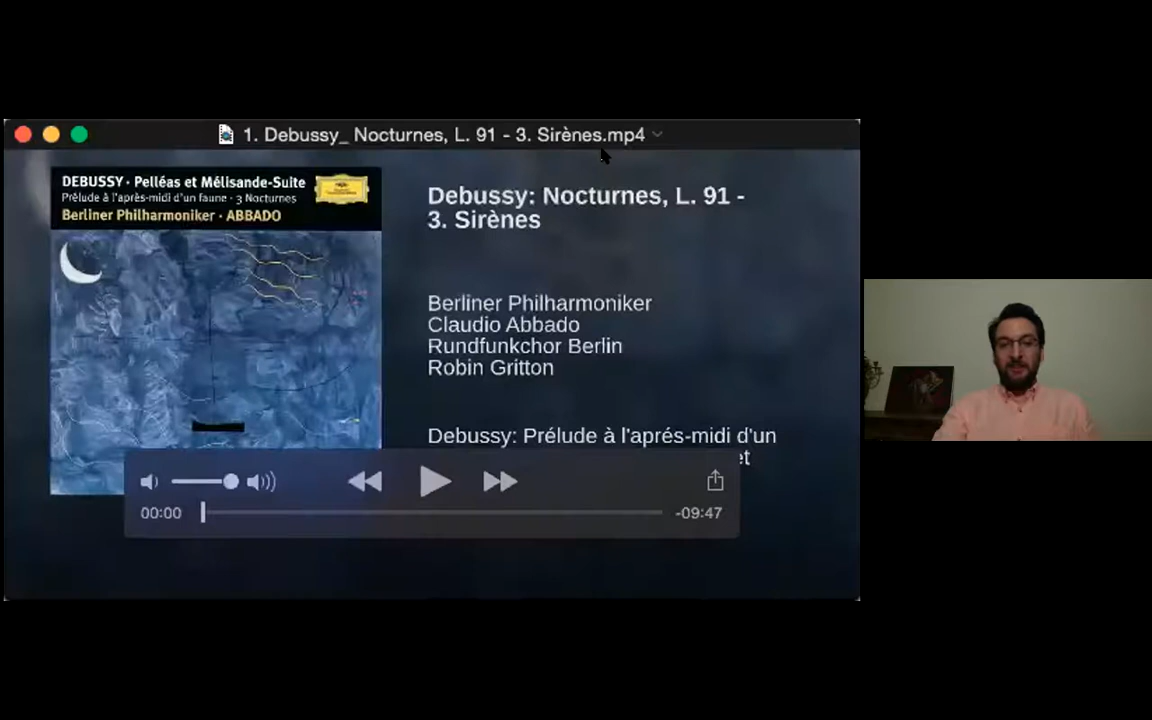 1. Debussy_ Nocturnes, L. 91 - 3. Sirènes.mp4
DEBUSSY · Pelléas et Mélisande-Suite
Prélude à l'après-midi d'un faune · 3 Nocturnes
Berliner Philharmoniker · ABBADO
Debussy: Nocturnes, L. 91 -
3. Sirènes
Berliner Philharmoniker
Claudio Abbado
Rundfunkchor Berlin
Robin Gritton
Debussy: Prélude à l'aprés-midi d'un
et
00:00
-09:47